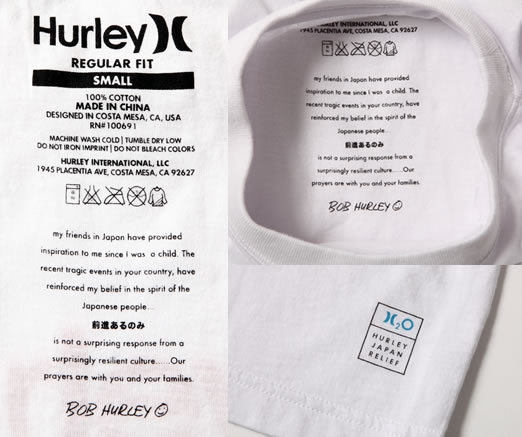 Hurley
REGULAR FIT
SMALL
100% COTTON
MADE IN CHINA
DESIGNED IN COSTA MESA, CA, USA
RN#100691
MACHINE WASH COLD | TUMBLE DRY LOW
DO NOT IRON IMPRINT | DO NOT BLEACH COLORS
HURLEY INTERNATIONAL, LLC
1945 PLACENTIA AVE, COSTA MESA, CA 92627
my friends in Japan have provided
inspiration to me since I was a child. The
recent tragic events in your country, have
reinforced my belief in the spirit of the
Japanese people...
前進あるのみ
is not a surprising response from a
surprisingly resilient culture......Our
prayers are with you and your families.
BOB HURLEY
HURLEY INTERNATIONAL, LLC
1945 PLACENTIA AVE, COSTA MESA, CA 92627
my friends in Japan have provided
inspiration to me since I was a child. The
recent tragic events in your country, have
reinforced my belief in the spirit of the
Japanese people...
前進あるのみ
is not a surprising response from a
surprisingly resilient culture......Our
prayers are with you and your families.
BOB HURLEY
H2O
HURLEY
JAPAN
RELIEF